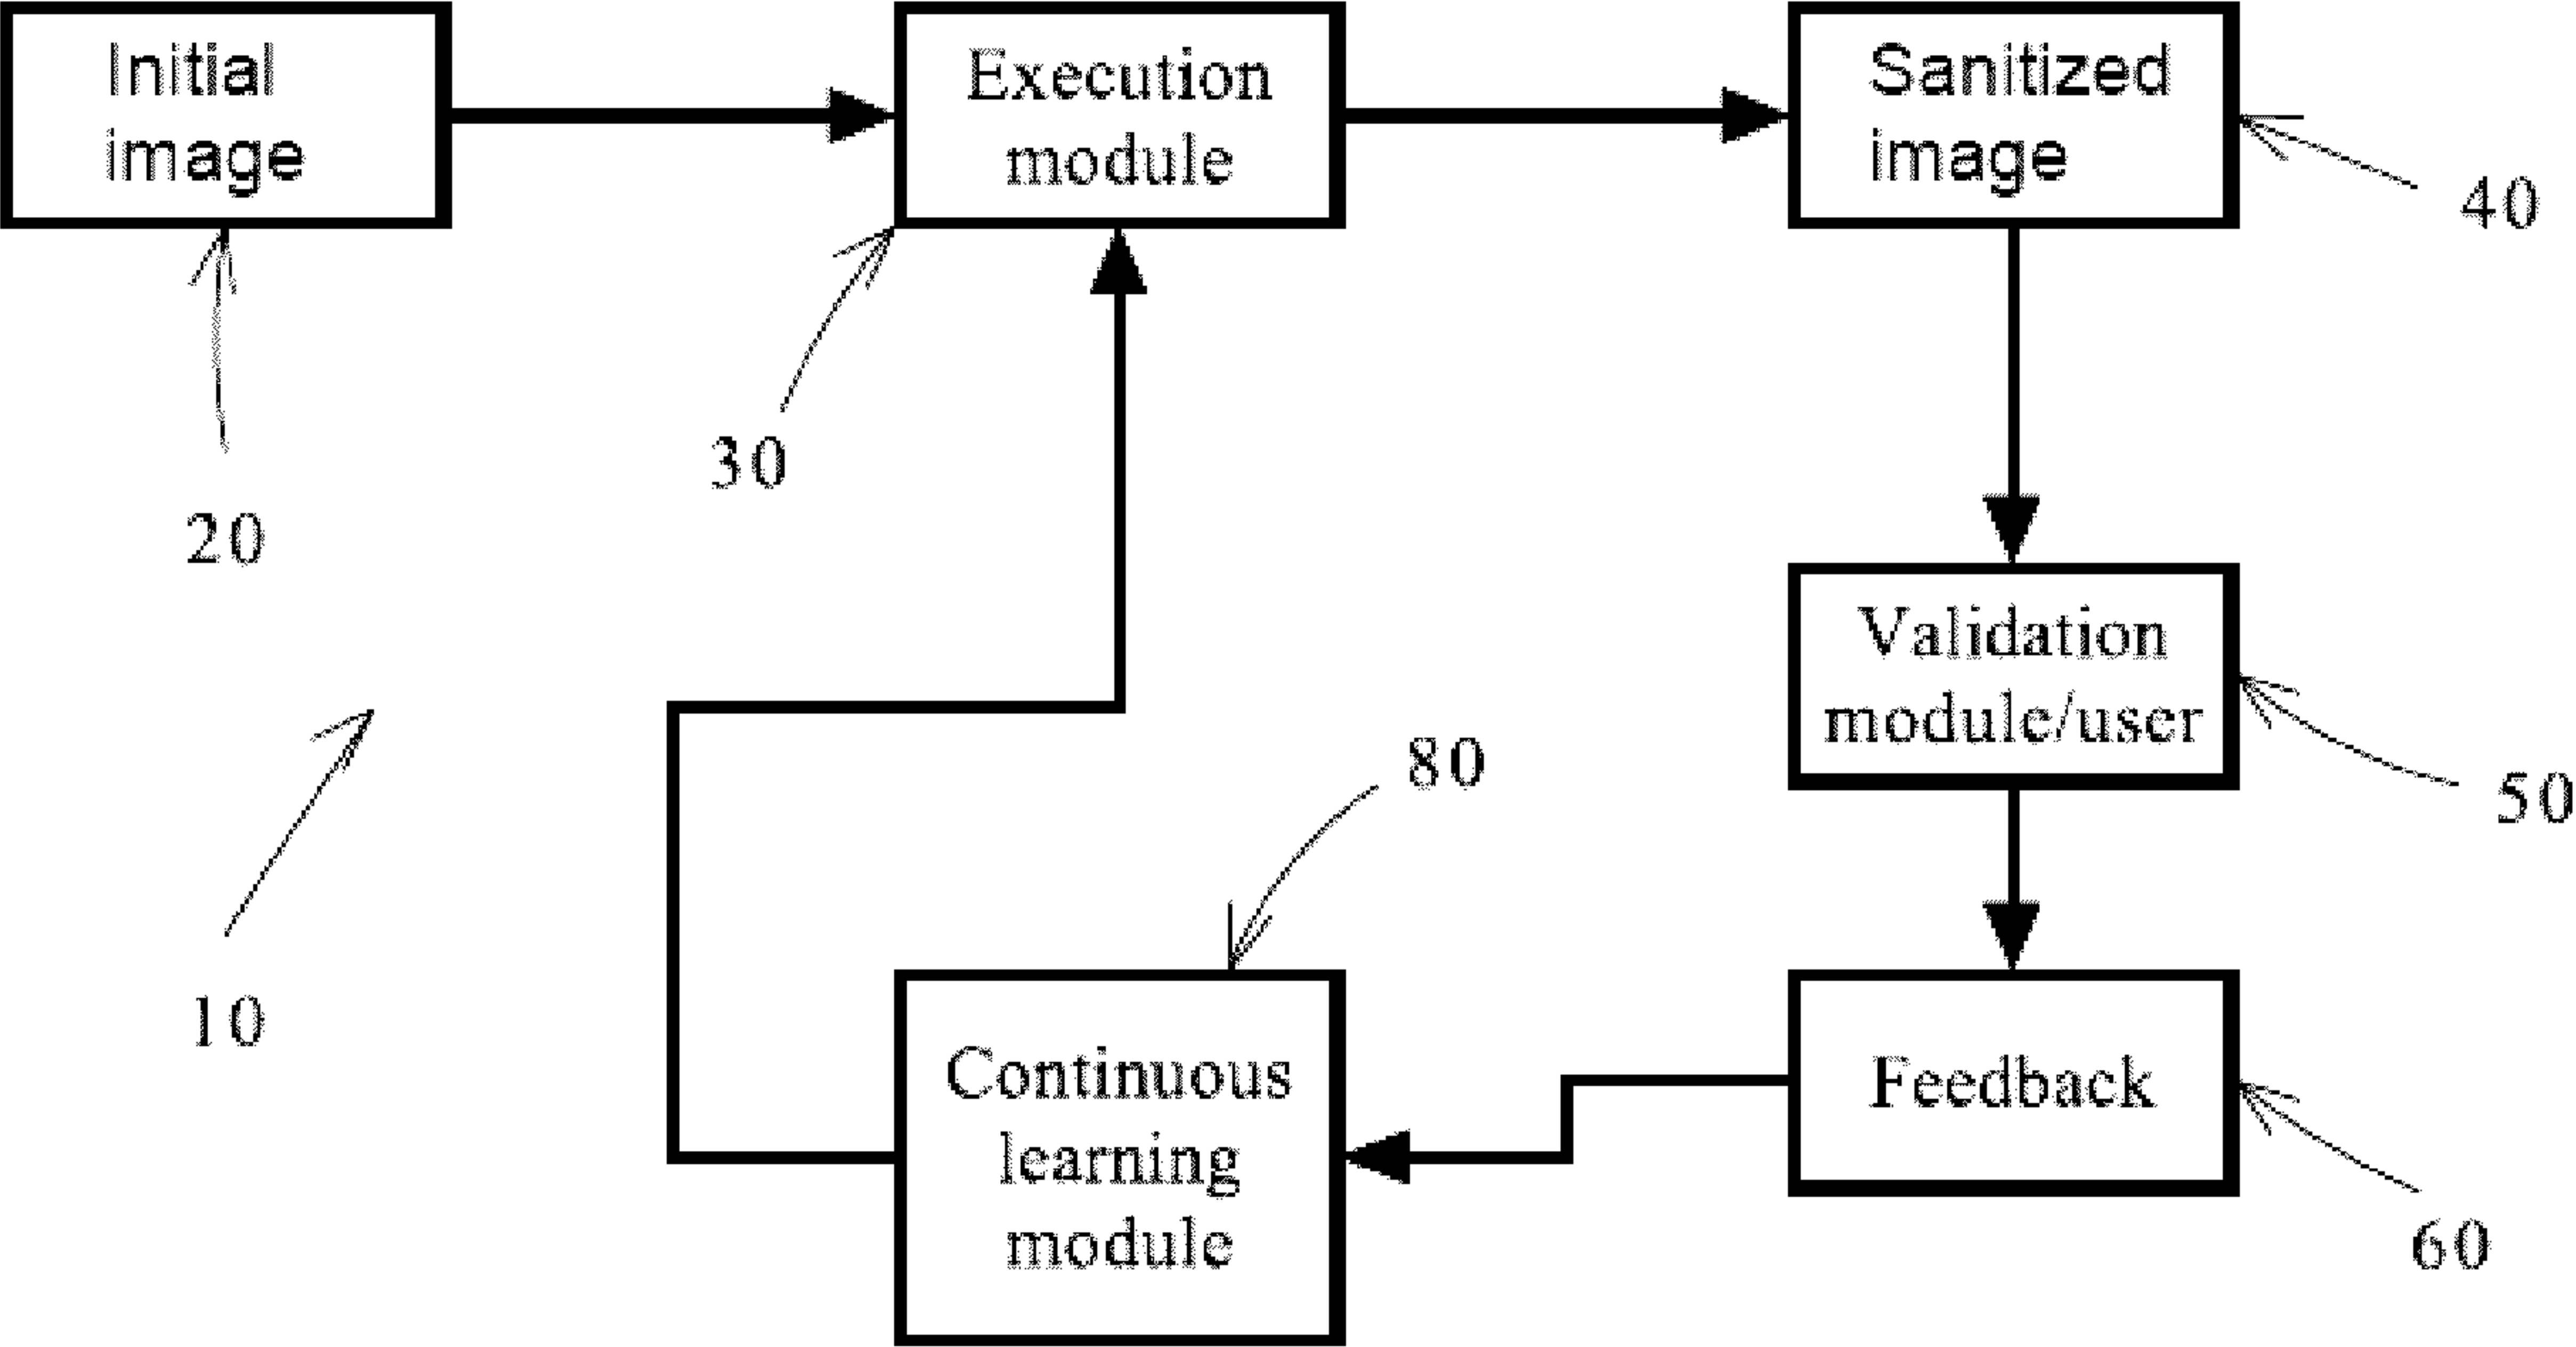 Initial
image
Execution
module
Sanitized
image
40
30
20
Validation
module/user
80
50
10
Continuous
learning
module
Feedback
60